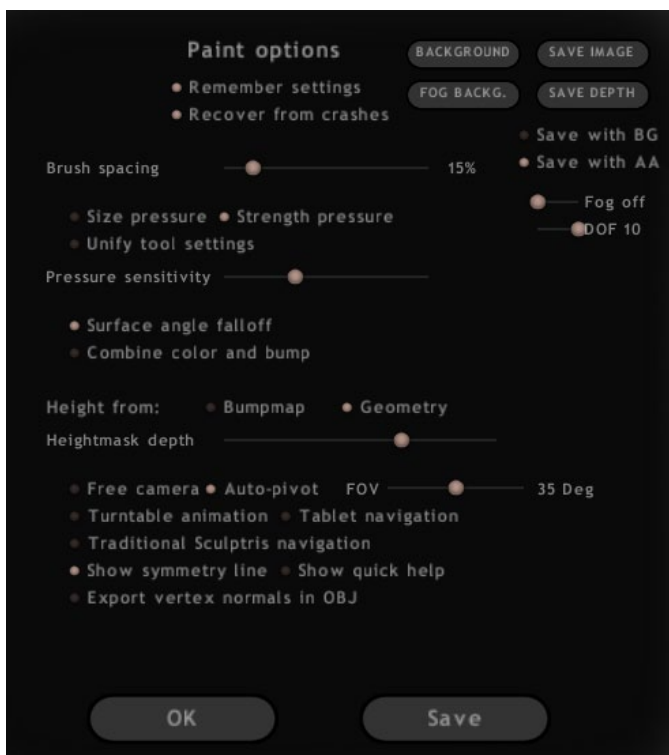 Paint options
BACKGROUND
SAVE IMAGE
Remember settings
FOG BACKG.
SAVE DEPTH
Recover from crashes
Save with BG
Brush spacing 15%
Save with AA
Fog off
Size pressure Strength pressure
DOF 10
Unify tool settings
Pressure sensitivity
Surface angle falloff
Combine color and bump
Height from: Bumpmap Geometry
Heightmask depth
Free camera Auto-pivot FOV 35 Deg
Turntable animation Tablet navigation
Traditional Sculptris navigation
Show symmetry line Show quick help
Export vertex normals in OBJ
OK Save